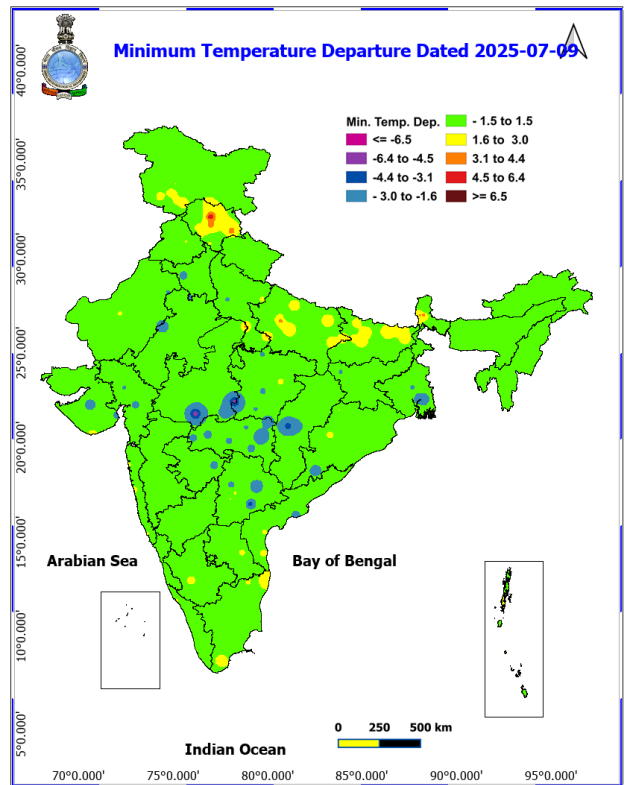 Minimum Temperature Departure Dated 2025-07-09
Min. Temp. Dep.
<= -6.5
-6.4 to -4.5
-4.4 to -3.1
- 3.0 to -1.6
- 1.5 to 1.5
1.6 to 3.0
3.1 to 4.4
4.5 to 6.4
>= 6.5
40°0.000'
35°0.000'
30°0.000'
25°0.000'
20°0.000'
15°0.000'
10°0.000'
5°0.000'
Arabian Sea
Bay of Bengal
Indian Ocean
0 250 500 km
70°0.000' 75°0.000' 80°0.000' 85°0.000' 90°0.000' 95°0.000'